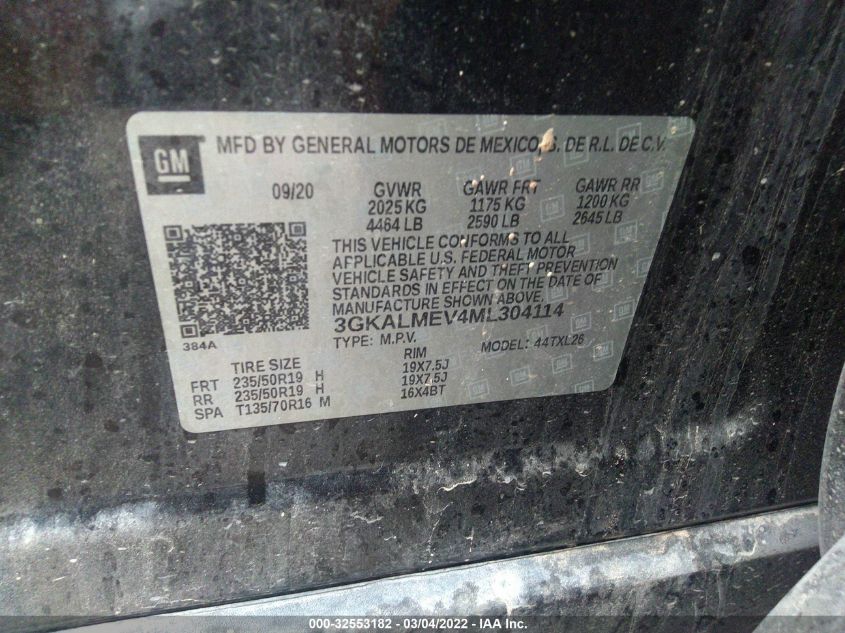 GM
MFD BY GENERAL MOTORS DE MEXICO, S. DE R.L. DE C.V.
09/20 GVWR GAWR FRT GAWR RR
2025 KG 1175 KG 1200 KG
4464 LB 2590 LB 2645 LB
THIS VEHICLE CONFORMS TO ALL
APPLICABLE U.S. FEDERAL MOTOR
VEHICLE SAFETY AND THEFT PREVENTION
STANDARDS IN EFFECT ON THE DATE OF
MANUFACTURE SHOWN ABOVE.
3GKALMEV4ML304114
384A
TYPE: M.P.V. MODEL: 44TXL26
TIRE SIZE RIM
FRT 235/50R19 H 19X7.5J
RR 235/50R19 H 19X7.5J
SPA T135/70R16 M 16X4BT
000-32553182 - 03/04/2022 - IAA Inc.